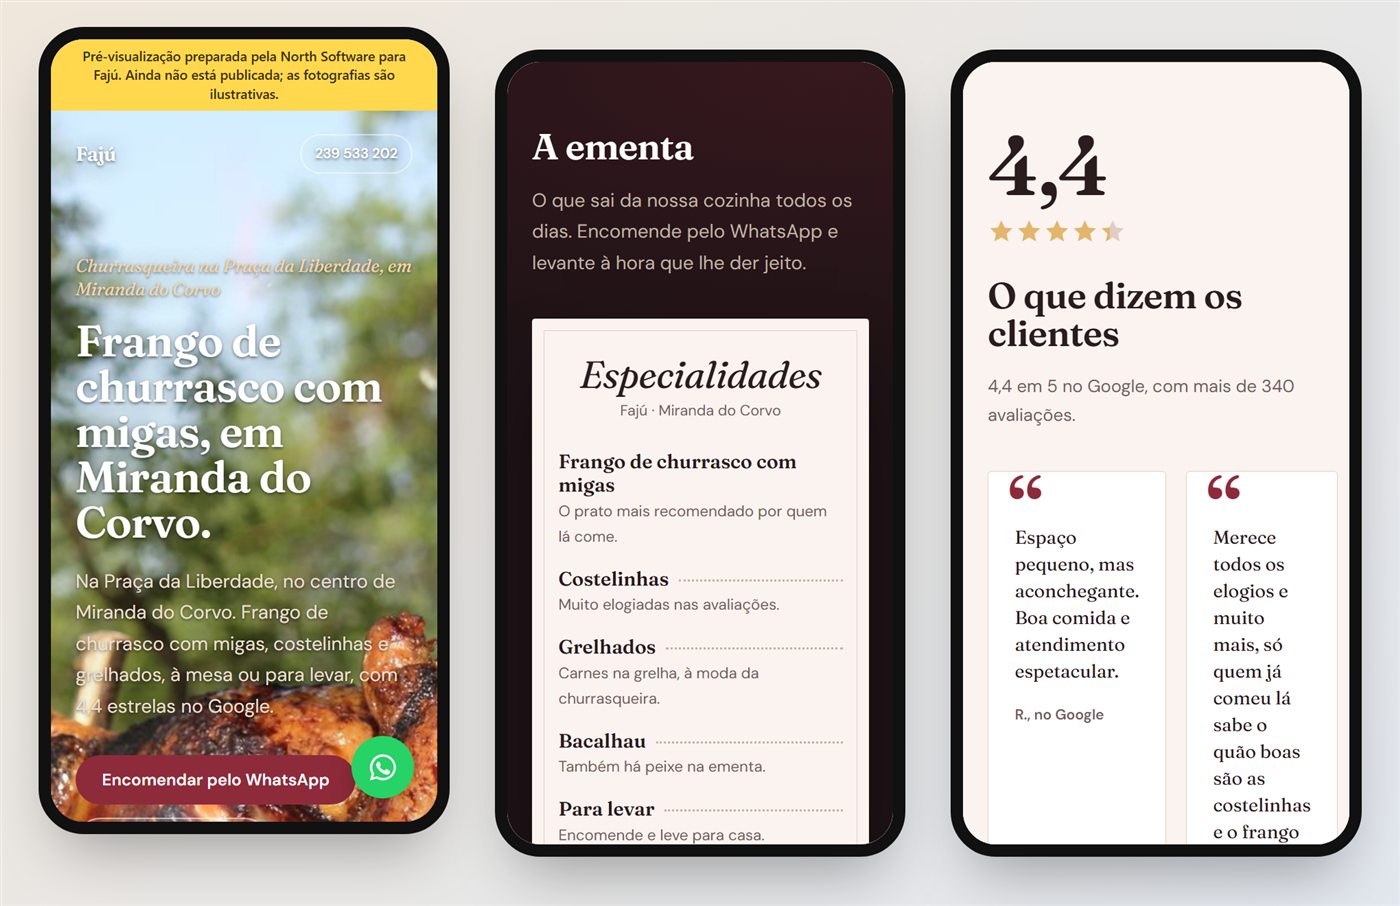 Pré-visualização preparada pela North Software para
Fajú. Ainda não está publicada; as fotografias são
ilustrativas.
Fajú
239 533 202
Churrasqueira na Praça da Liberdade, em
Miranda do Corvo
Frango de
churrasco com
migas, em
Miranda do
Corvo.
Na Praça da Liberdade, no centro de
Miranda do Corvo. Frango de
churrasco com migas, costelinhas e
grelhados, à mesa ou para levar, com
4,4 estrelas no Google.
Encomendar pelo WhatsApp
A ementa
O que sai da nossa cozinha todos os
dias. Encomende pelo WhatsApp e
levante à hora que lhe der jeito.
Especialidades
Fajú · Miranda do Corvo
Frango de churrasco com
migas
O prato mais recomendado por quem
lá come.
Costelinhas
Muito elogiadas nas avaliações.
Grelhados
Carnes na grelha, à moda da
churrasqueira.
Bacalhau
Também há peixe na ementa.
Para levar
Encomende e leve para casa.
4,4
O que dizem os
clientes
4,4 em 5 no Google, com mais de 340
avaliações.
“
Espaço
pequeno, mas
aconchegante.
Boa comida e
atendimento
espetacular.
R., no Google
“
Merece
todos os
elogios e
muito
mais, só
quem já
comeu lá
sabe o
quão boas
são as
costelinhas
e o frango